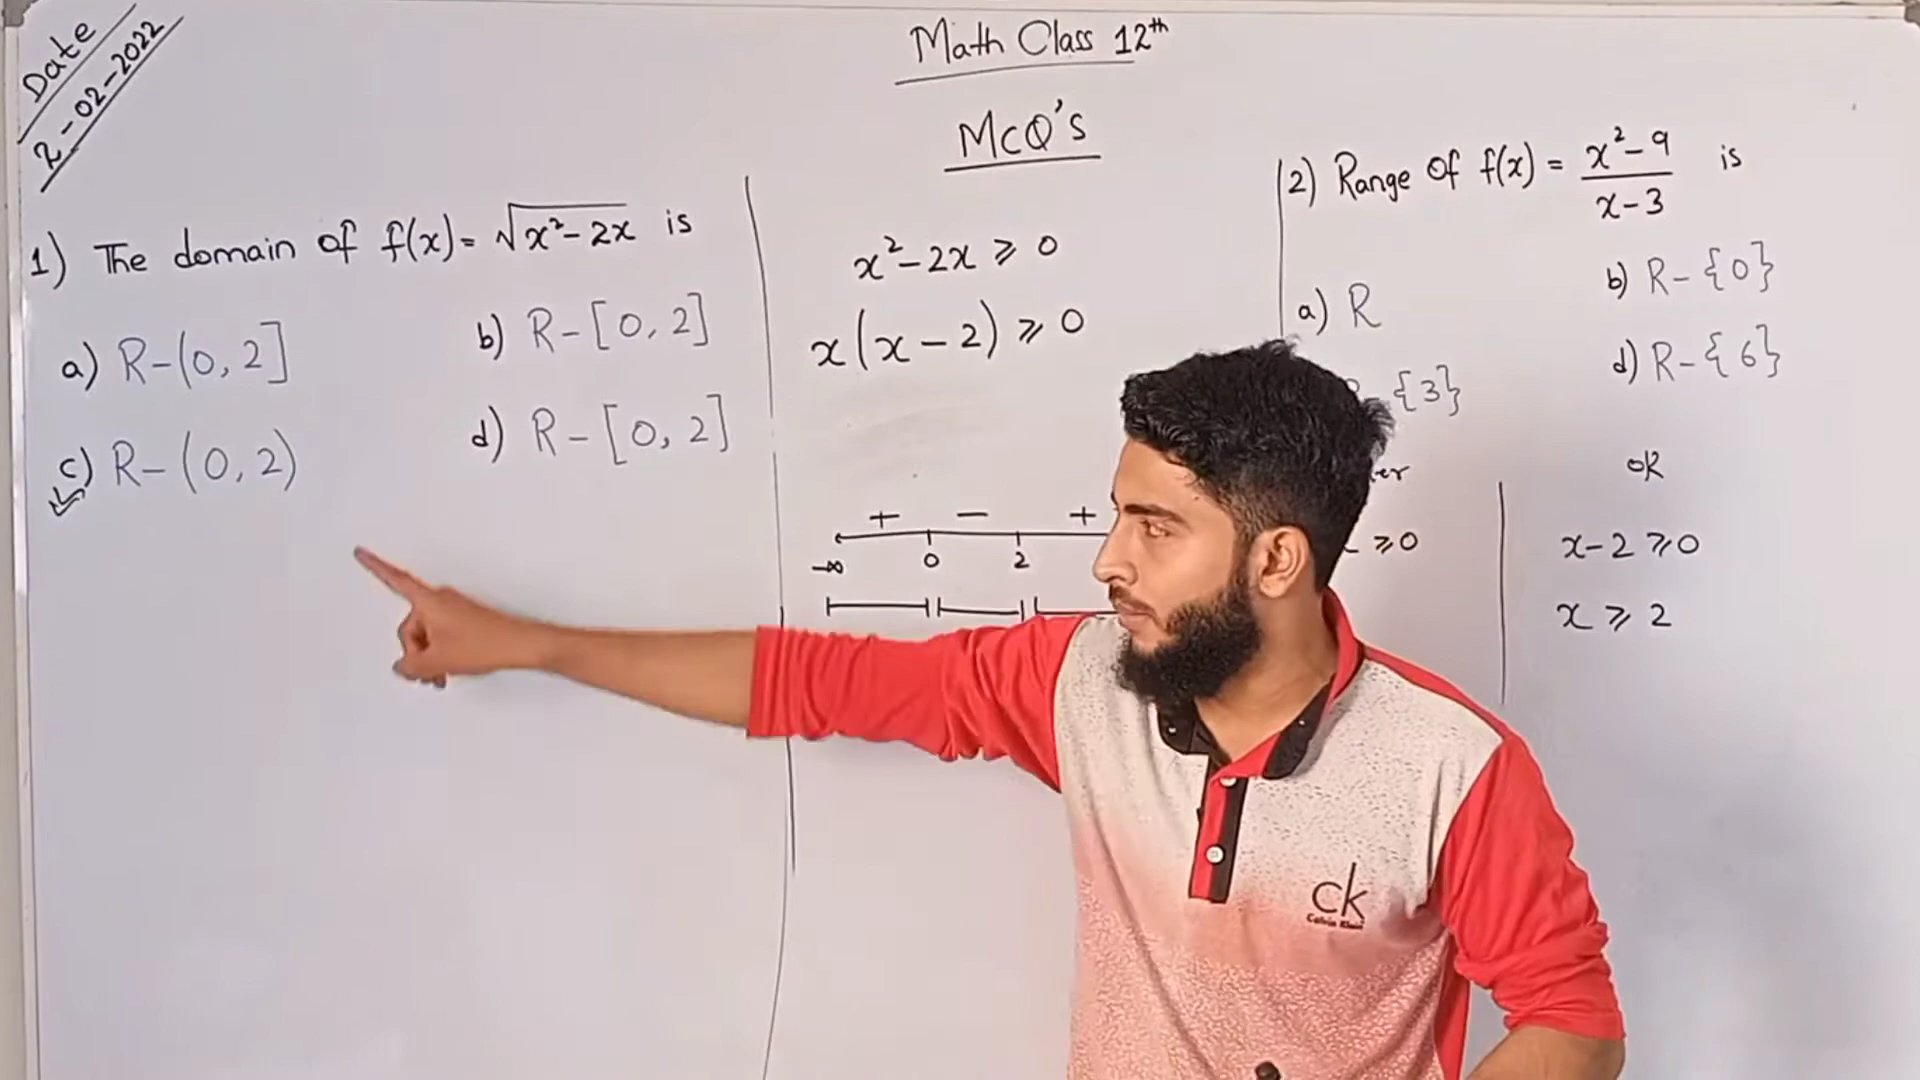 Date
2-02-2022
Math Class 12th
MCQ's
1) The domain of f(x) = √(x²-2x) is
a) R-(0, 2]
b) R-[0, 2]
c) R-(0, 2)
d) R-[0, 2]
x²-2x ⩾ 0
x(x-2) ⩾ 0
+ - +
-∞ 0 2
2) Range of f(x) = (x²-9)/(x-3) is
a) R
b) R-{0}
-{3}
d) R-{6}
OR
⩾0
x-2 ⩾0
x ⩾ 2
ck
Calvin Klein